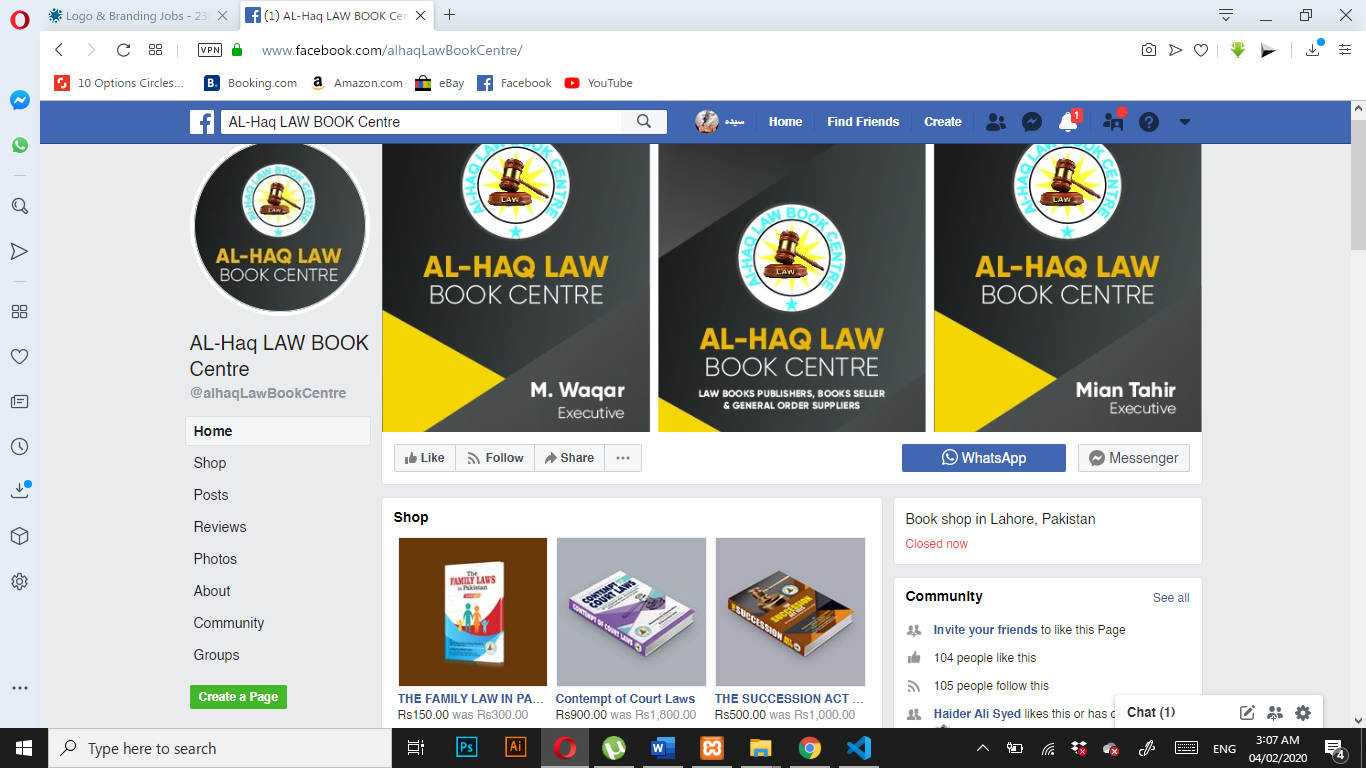 Logo & Branding Jobs - 23
(1) AL-Haq LAW BOOK Cen
VPN
www.facebook.com/alhaqLawBookCentre/
10 Options Circles...
Booking.com
Amazon.com
eBay
Facebook
YouTube
AL-Haq LAW BOOK Centre
سیدہ
Home
Find Friends
Create
1
AL-HAQ LAW BOOK CENTRE
LAW
AL-HAQ LAW
BOOK CENTRE
AL-Haq LAW BOOK
Centre
@alhaqLawBookCentre
Home
Shop
Posts
Reviews
Photos
About
Community
Groups
Create a Page
AL-HAQ LAW BOOK CENTRE
LAW
AL-HAQ LAW
BOOK CENTRE
M. Waqar
Executive
AL-HAQ LAW BOOK CENTRE
LAW
AL-HAQ LAW
BOOK CENTRE
LAW BOOKS PUBLISHERS, BOOKS SELLER
& GENERAL ORDER SUPPLIERS
AL-HAQ LAW BOOK CENTRE
LAW
AL-HAQ LAW
BOOK CENTRE
Mian Tahir
Executive
Like
Follow
Share
WhatsApp
Messenger
Shop
The
FAMILY LAWS
in Pakistan
CONTEMPT
COURT LAWS
CONTEMPT OF COURT LAWS
SUCCESSION
THE FAMILY LAW IN PA...
Rs150.00 was Rs300.00
Contempt of Court Laws
Rs900.00 was Rs1,800.00
THE SUCCESSION ACT ...
Rs500.00 was Rs1,000.00
Book shop in Lahore, Pakistan
Closed now
Community
See all
Invite your friends to like this Page
104 people like this
105 people follow this
Haider Ali Syed likes this or has c
Chat (1)
Type here to search
Ps
Ai
ENG
3:07 AM
04/02/2020
4